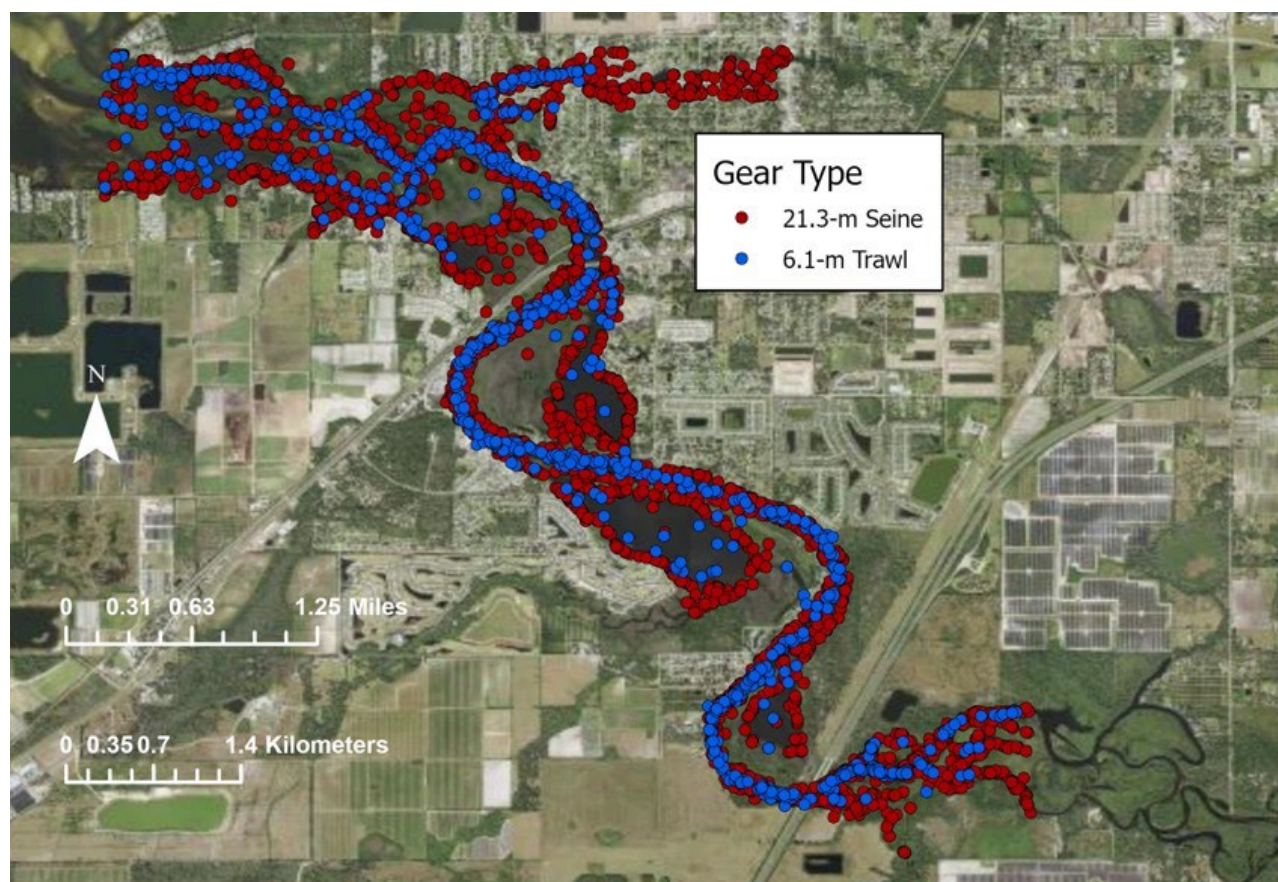 Gear Type
21.3-m Seine
6.1-m Trawl
N
0 0.31 0.63 1.25 Miles
0 0.35 0.7 1.4 Kilometers